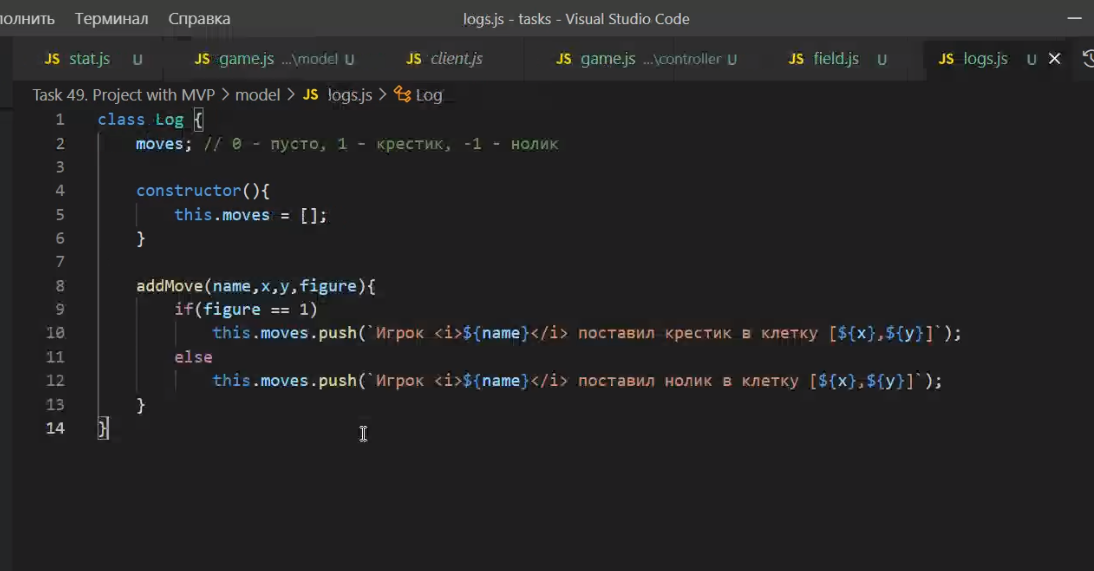 олнить Терминал Справка logs.js - tasks - Visual Studio Code
JS stat.js U JS game.js ...\model U JS client.js JS game.js ...\controller U JS field.js U JS logs.js U
Task 49. Project with MVP > model > JS logs.js > Log
1 class Log {
2 moves; // 0 - пусто, 1 - крестик, -1 - нолик
3
4 constructor(){
5 this.moves = [];
6 }
7
8 addMove(name,x,y,figure){
9 if(figure == 1)
10 this.moves.push(`Игрок <i>${name}</i> поставил крестик в клетку [${x},${y}]`);
11 else
12 this.moves.push(`Игрок <i>${name}</i> поставил нолик в клетку [${x},${y}]`);
13 }
14 }